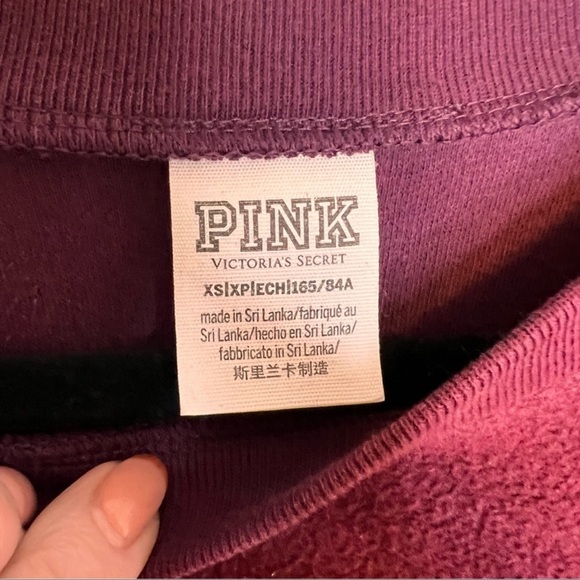 PINK
VICTORIA'S SECRET
XS|XP|ECH|165/84A
made in Sri Lanka/fabriqué au
Sri Lanka/hecho en Sri Lanka/
fabbricato in Sri Lanka/
斯里兰卡制造